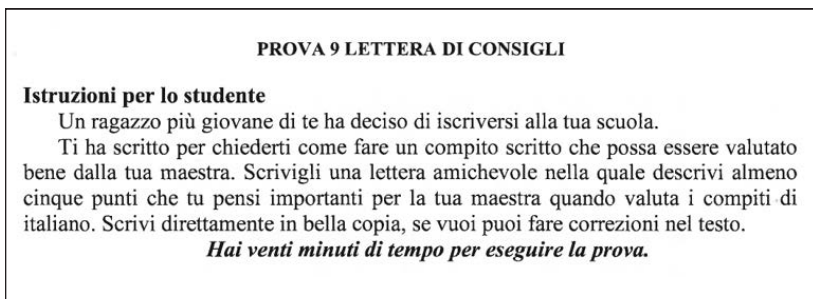 PROVA 9 LETTERA DI CONSIGLI
Istruzioni per lo studente
Un ragazzo più giovane di te ha deciso di iscriversi alla tua scuola.
Ti ha scritto per chiederti come fare un compito scritto che possa essere valutato
bene dalla tua maestra. Scrivigli una lettera amichevole nella quale descrivi almeno
cinque punti che tu pensi importanti per la tua maestra quando valuta i compiti di
italiano. Scrivi direttamente in bella copia, se vuoi puoi fare correzioni nel testo.
Hai venti minuti di tempo per eseguire la prova.